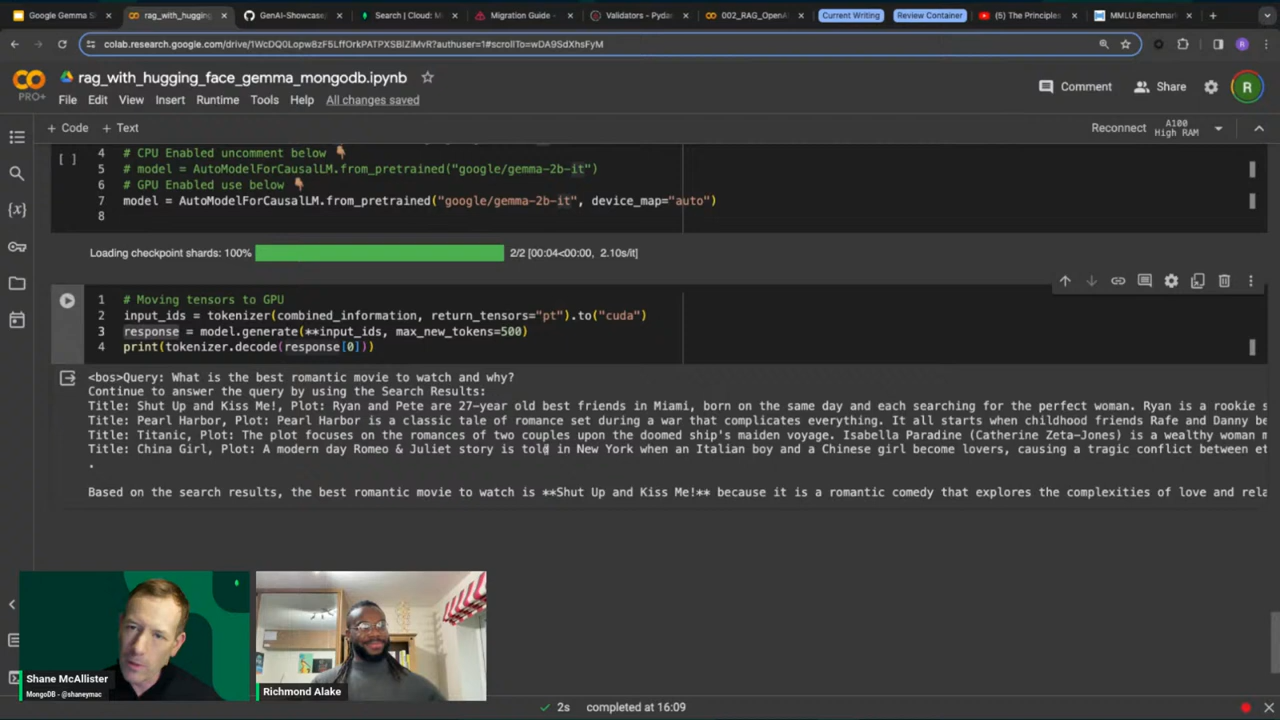 Google Gemma S
rag_with_hugging
GenAI-Showcase
Search | Cloud: M
Migration Guide -
Validators - Pydan
002_RAG_OpenAI
Current Writing
Review Container
(5) The Principles
MMLU Benchmar
colab.research.google.com/drive/1WcDQ0Lopw8zF5LffOrkPATPXSBIZiMvR?authuser=1#scrollTo=wDA9SdXhsFyM
R
PRO+
rag_with_hugging_face_gemma_mongodb.ipynb
Comment
Share
R
File Edit View Insert Runtime Tools Help All changes saved
+ Code + Text
Reconnect
A100
High RAM
[ ]
4 # CPU Enabled uncomment below 👇🏽
5 # model = AutoModelForCausalLM.from_pretrained("google/gemma-2b-it")
6 # GPU Enabled use below 👇🏽
7 model = AutoModelForCausalLM.from_pretrained("google/gemma-2b-it", device_map="auto")
8
Loading checkpoint shards: 100% 2/2 [00:04<00:00, 2.10s/it]
1 # Moving tensors to GPU
2 input_ids = tokenizer(combined_information, return_tensors="pt").to("cuda")
3 response = model.generate(**input_ids, max_new_tokens=500)
4 print(tokenizer.decode(response[0]))
<bos>Query: What is the best romantic movie to watch and why?
Continue to answer the query by using the Search Results:
Title: Shut Up and Kiss Me!, Plot: Ryan and Pete are 27-year old best friends in Miami, born on the same day and each searching for the perfect woman. Ryan is a rookie s
Title: Pearl Harbor, Plot: Pearl Harbor is a classic tale of romance set during a war that complicates everything. It all starts when childhood friends Rafe and Danny be
Title: Titanic, Plot: The plot focuses on the romances of two couples upon the doomed ship's maiden voyage. Isabella Paradine (Catherine Zeta-Jones) is a wealthy woman m
Title: China Girl, Plot: A modern day Romeo & Juliet story is told in New York when an Italian boy and a Chinese girl become lovers, causing a tragic conflict between et
.
Based on the search results, the best romantic movie to watch is **Shut Up and Kiss Me!** because it is a romantic comedy that explores the complexities of love and rela
Shane McAllister
MongoDB - @shaneymac
Richmond Alake
2s completed at 16:09